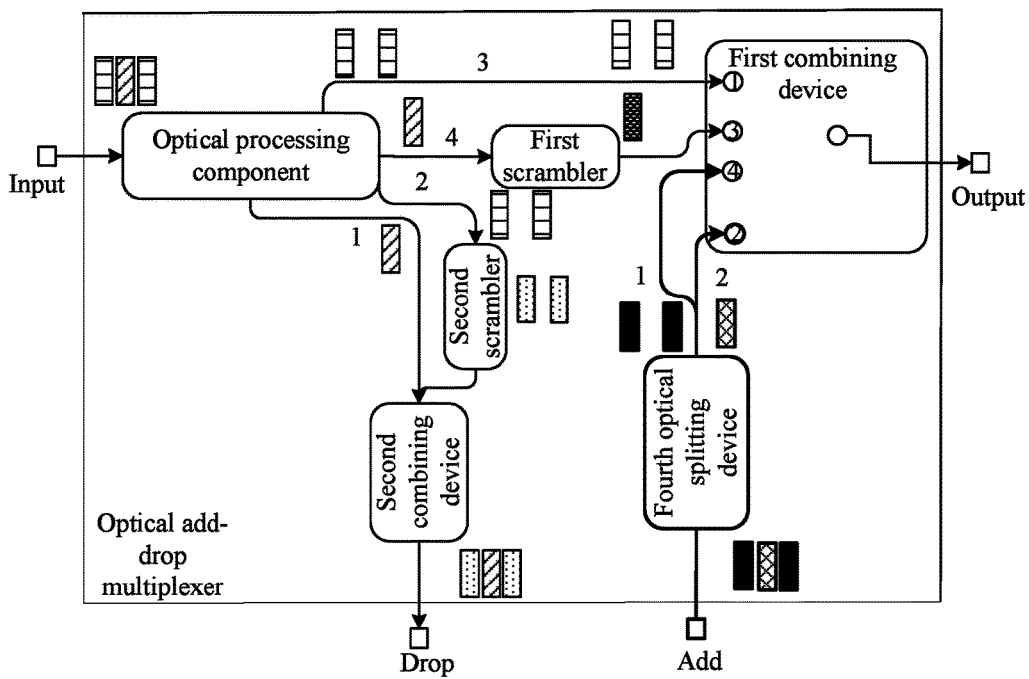 3
First combining
device
1
Optical processing
component
4
First
scrambler
3
4
Input
Output
2
1
2
Second
scrambler
1
2
Second
combining
device
Fourth optical
splitting
device
Optical add-
drop
multiplexer
Drop
Add